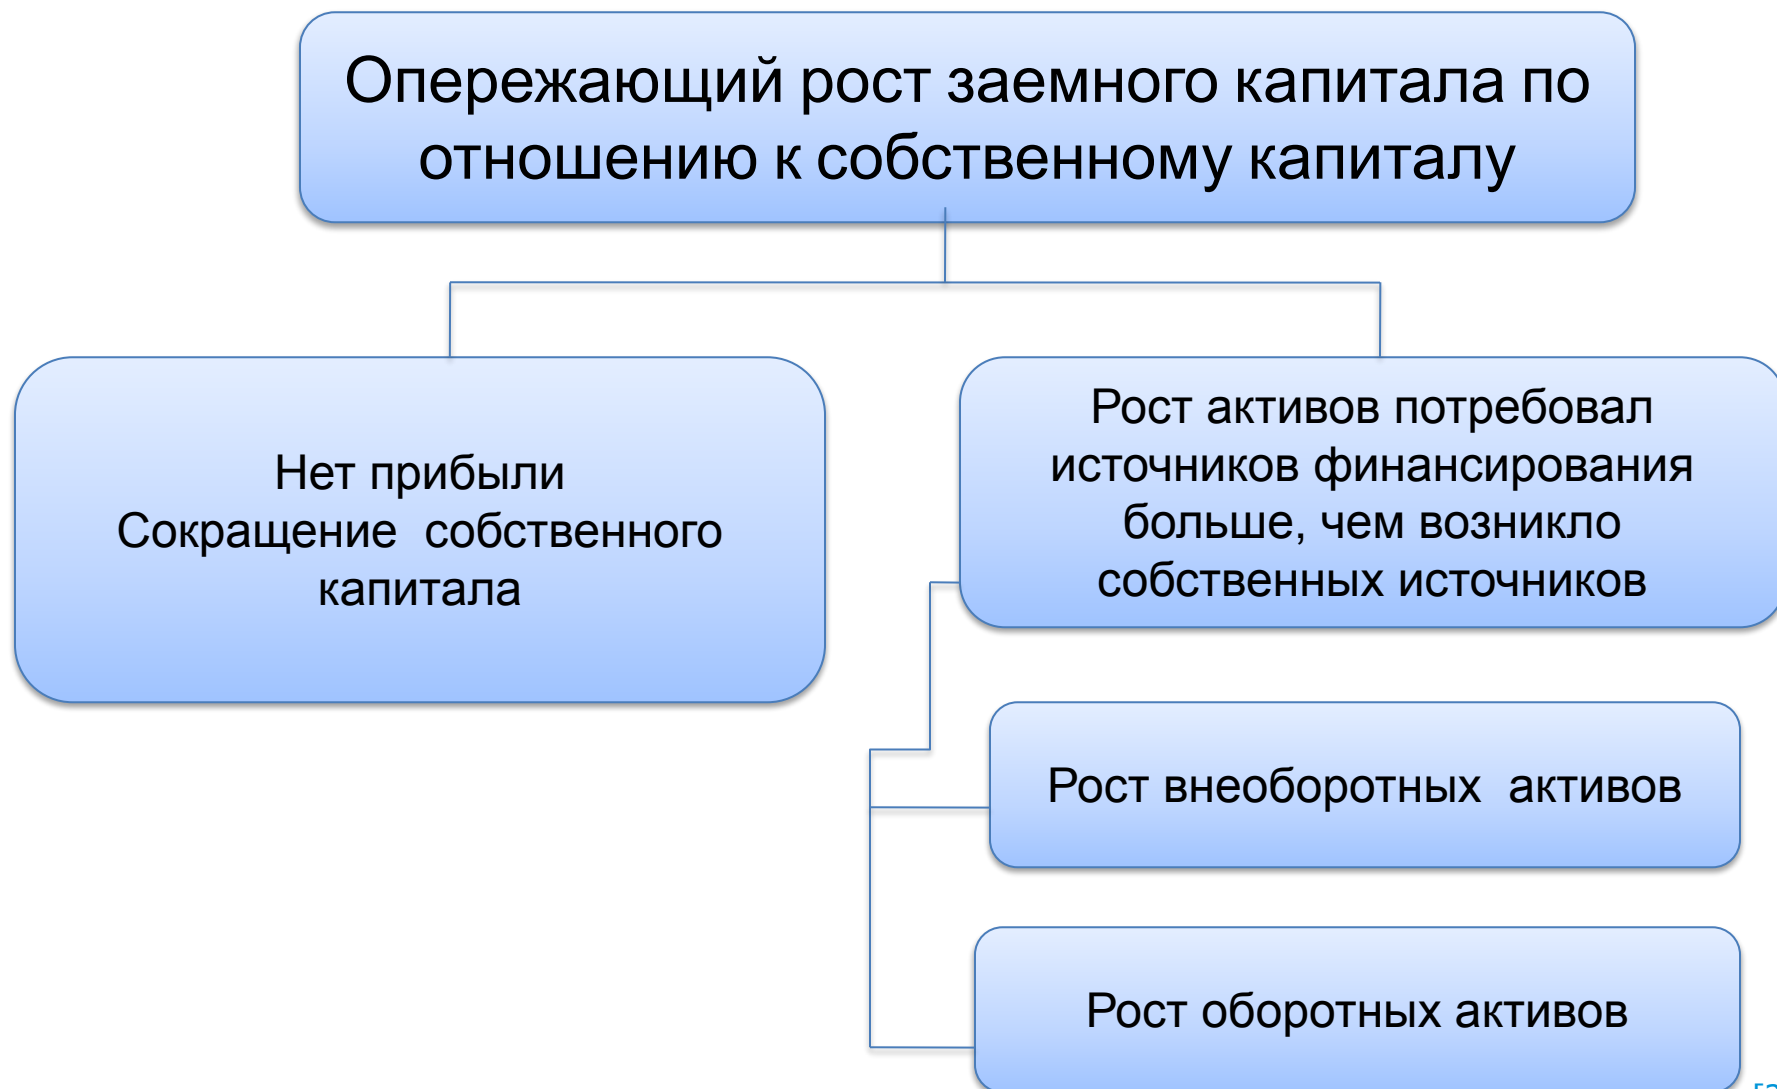 Опережающий рост заемного капитала по
отношению к собственному капиталу
Нет прибыли
Сокращение  собственного
капитала
Рост активов потребовал
источников финансирования
больше, чем возникло
собственных источников
Рост внеоборотных  активов
Рост оборотных активов